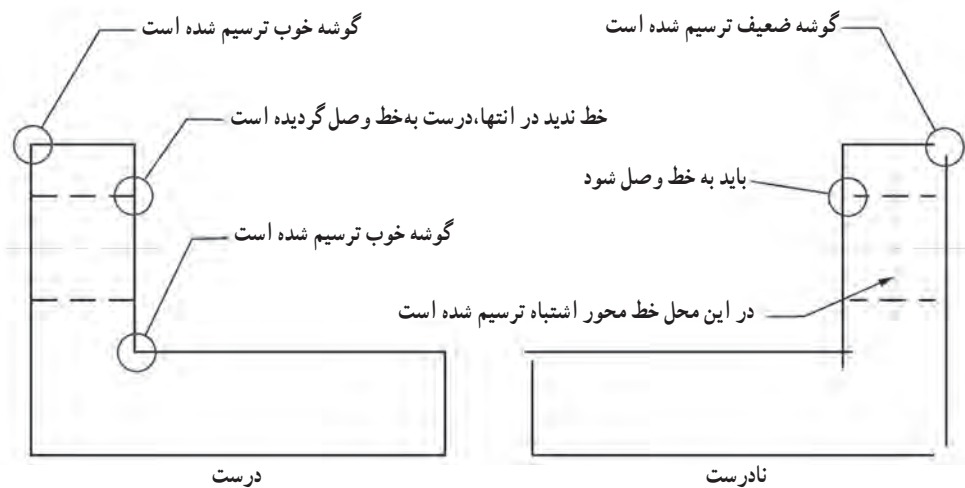 گوشه ضعیف ترسیم شده است
گوشه خوب ترسیم شده است
خط ندید در انتها،درست به‌خط وصل گردیده است
باید به خط وصل شود
گوشه خوب ترسیم شده است
در این محل خط محور اشتباه ترسیم شده است
نادرست
درست